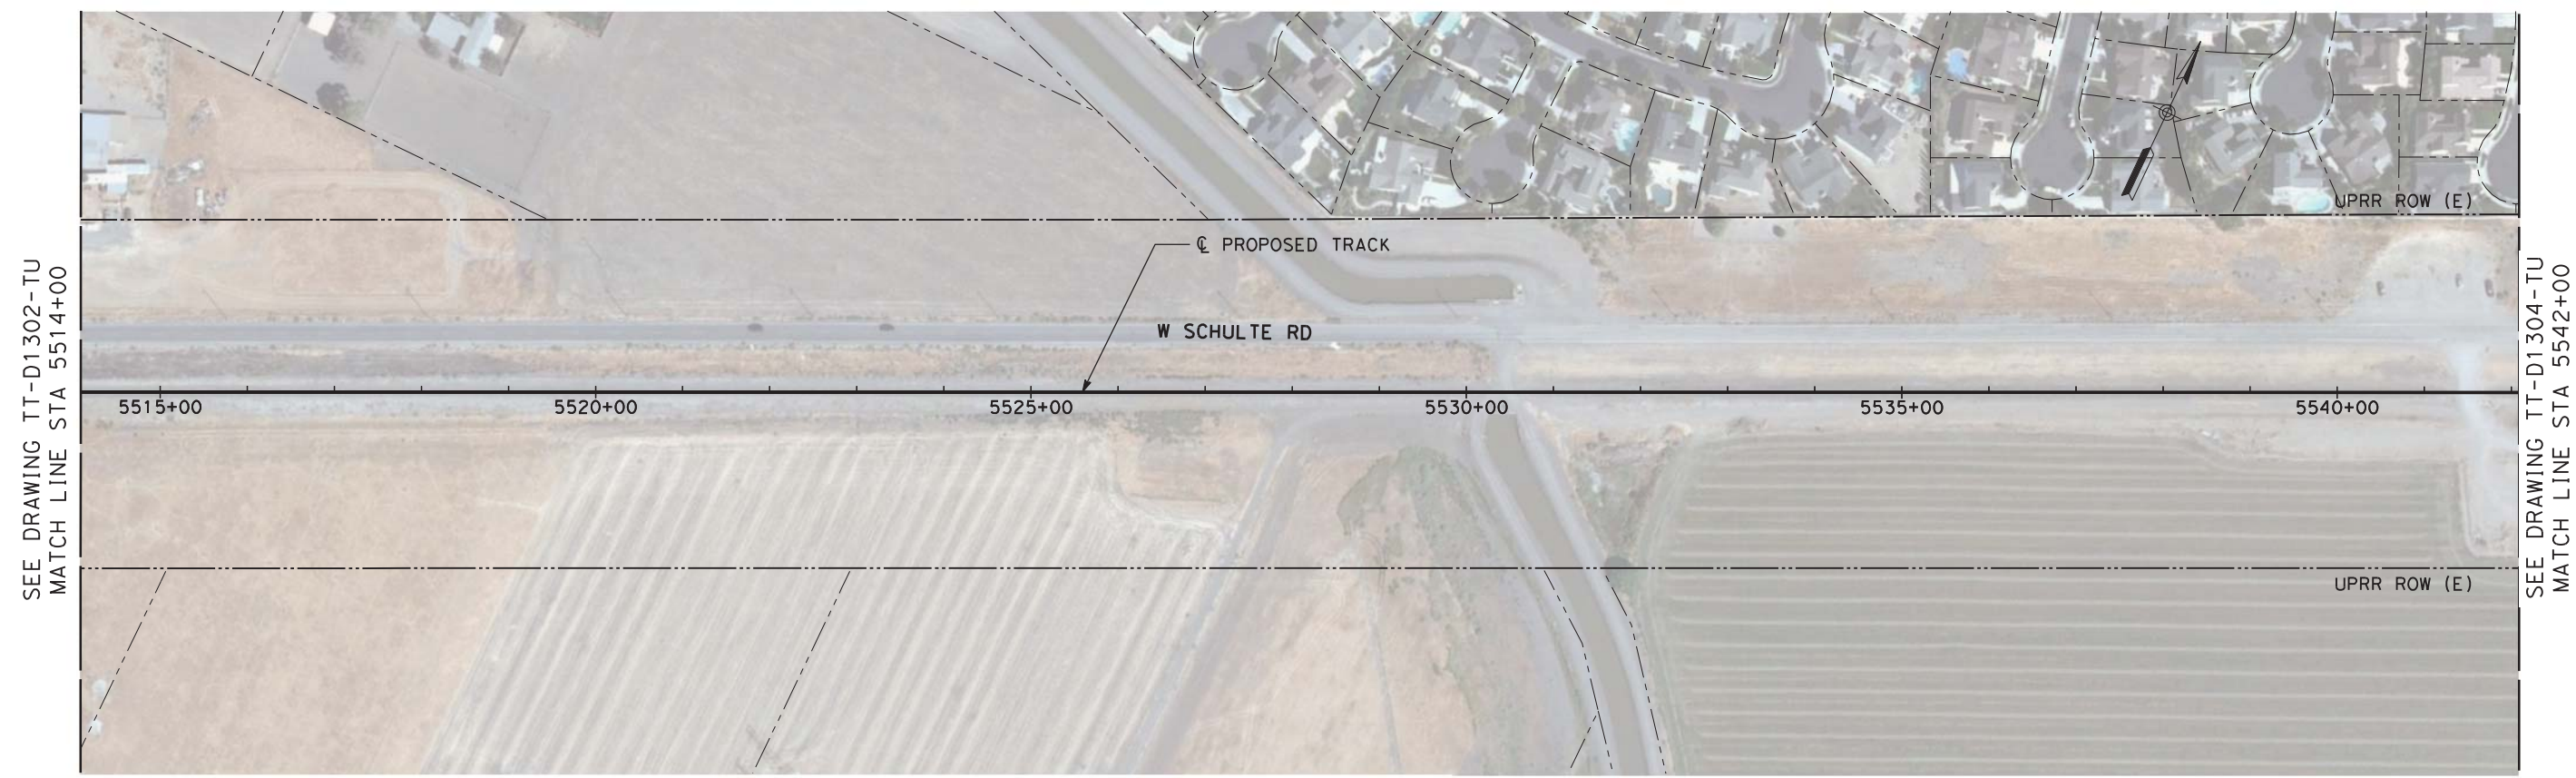 SEE DRAWING TT-D1302-TU
MATCH LINE STA 5514+00
UPRR ROW (E)
℄ PROPOSED TRACK
W SCHULTE RD
5515+00 5520+00 5525+00 5530+00 5535+00 5540+00
UPRR ROW (E)
SEE DRAWING TT-D1304-TU
MATCH LINE STA 5542+00